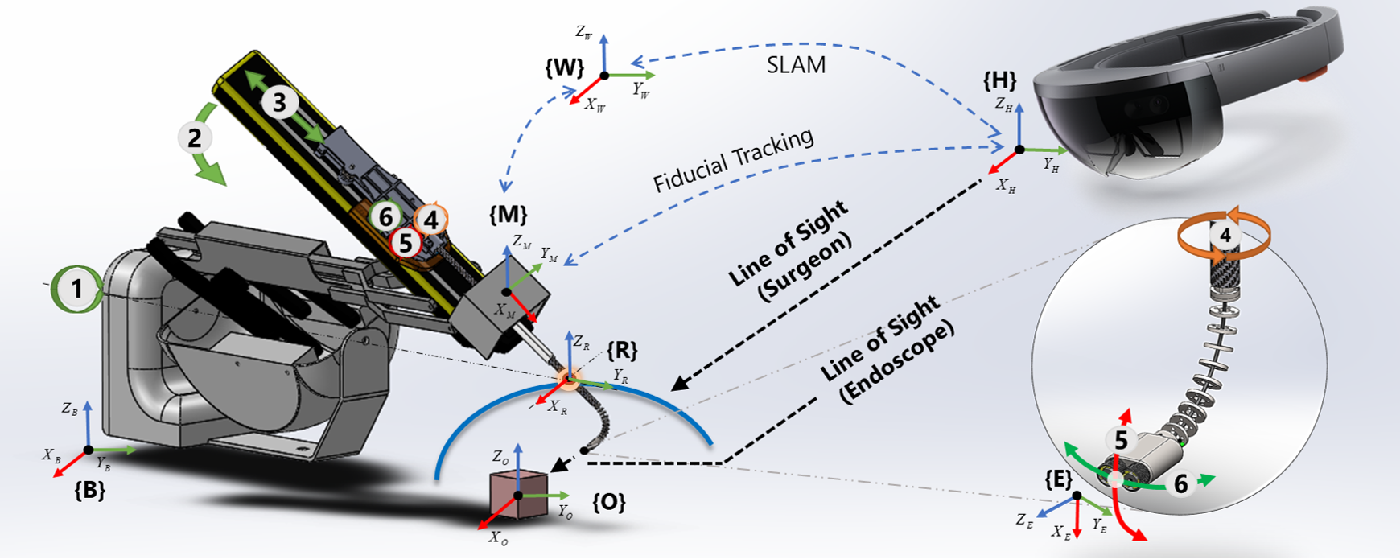 Z_W
{W}
Y_W
X_W
SLAM
{H}
Z_H
Y_H
X_H
3
2
Fiducial Tracking
6
4
5
{M}
Z_M
Y_M
X_M
Line of Sight
(Surgeon)
4
1
Line of Sight
(Endoscope)
Z_R
{R}
Y_R
X_R
Z_B
X_B
Y_B
{B}
Z_O
{O}
Y_O
X_O
5
6
{E}
Z_E
X_E
Y_E